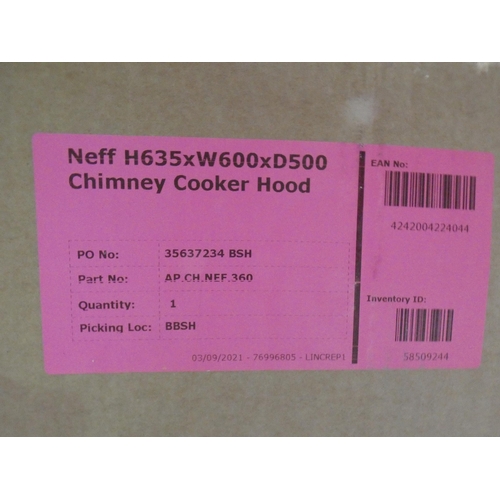 Neff H635xW600xD500
Chimney Cooker Hood
EAN No:
4242004224044
PO No: 35637234 BSH
Part No: AP.CH.NEF.360
Quantity: 1
Picking Loc: BBSH
Inventory ID:
58509244
03/09/2021 - 76996805 - LINCREP1